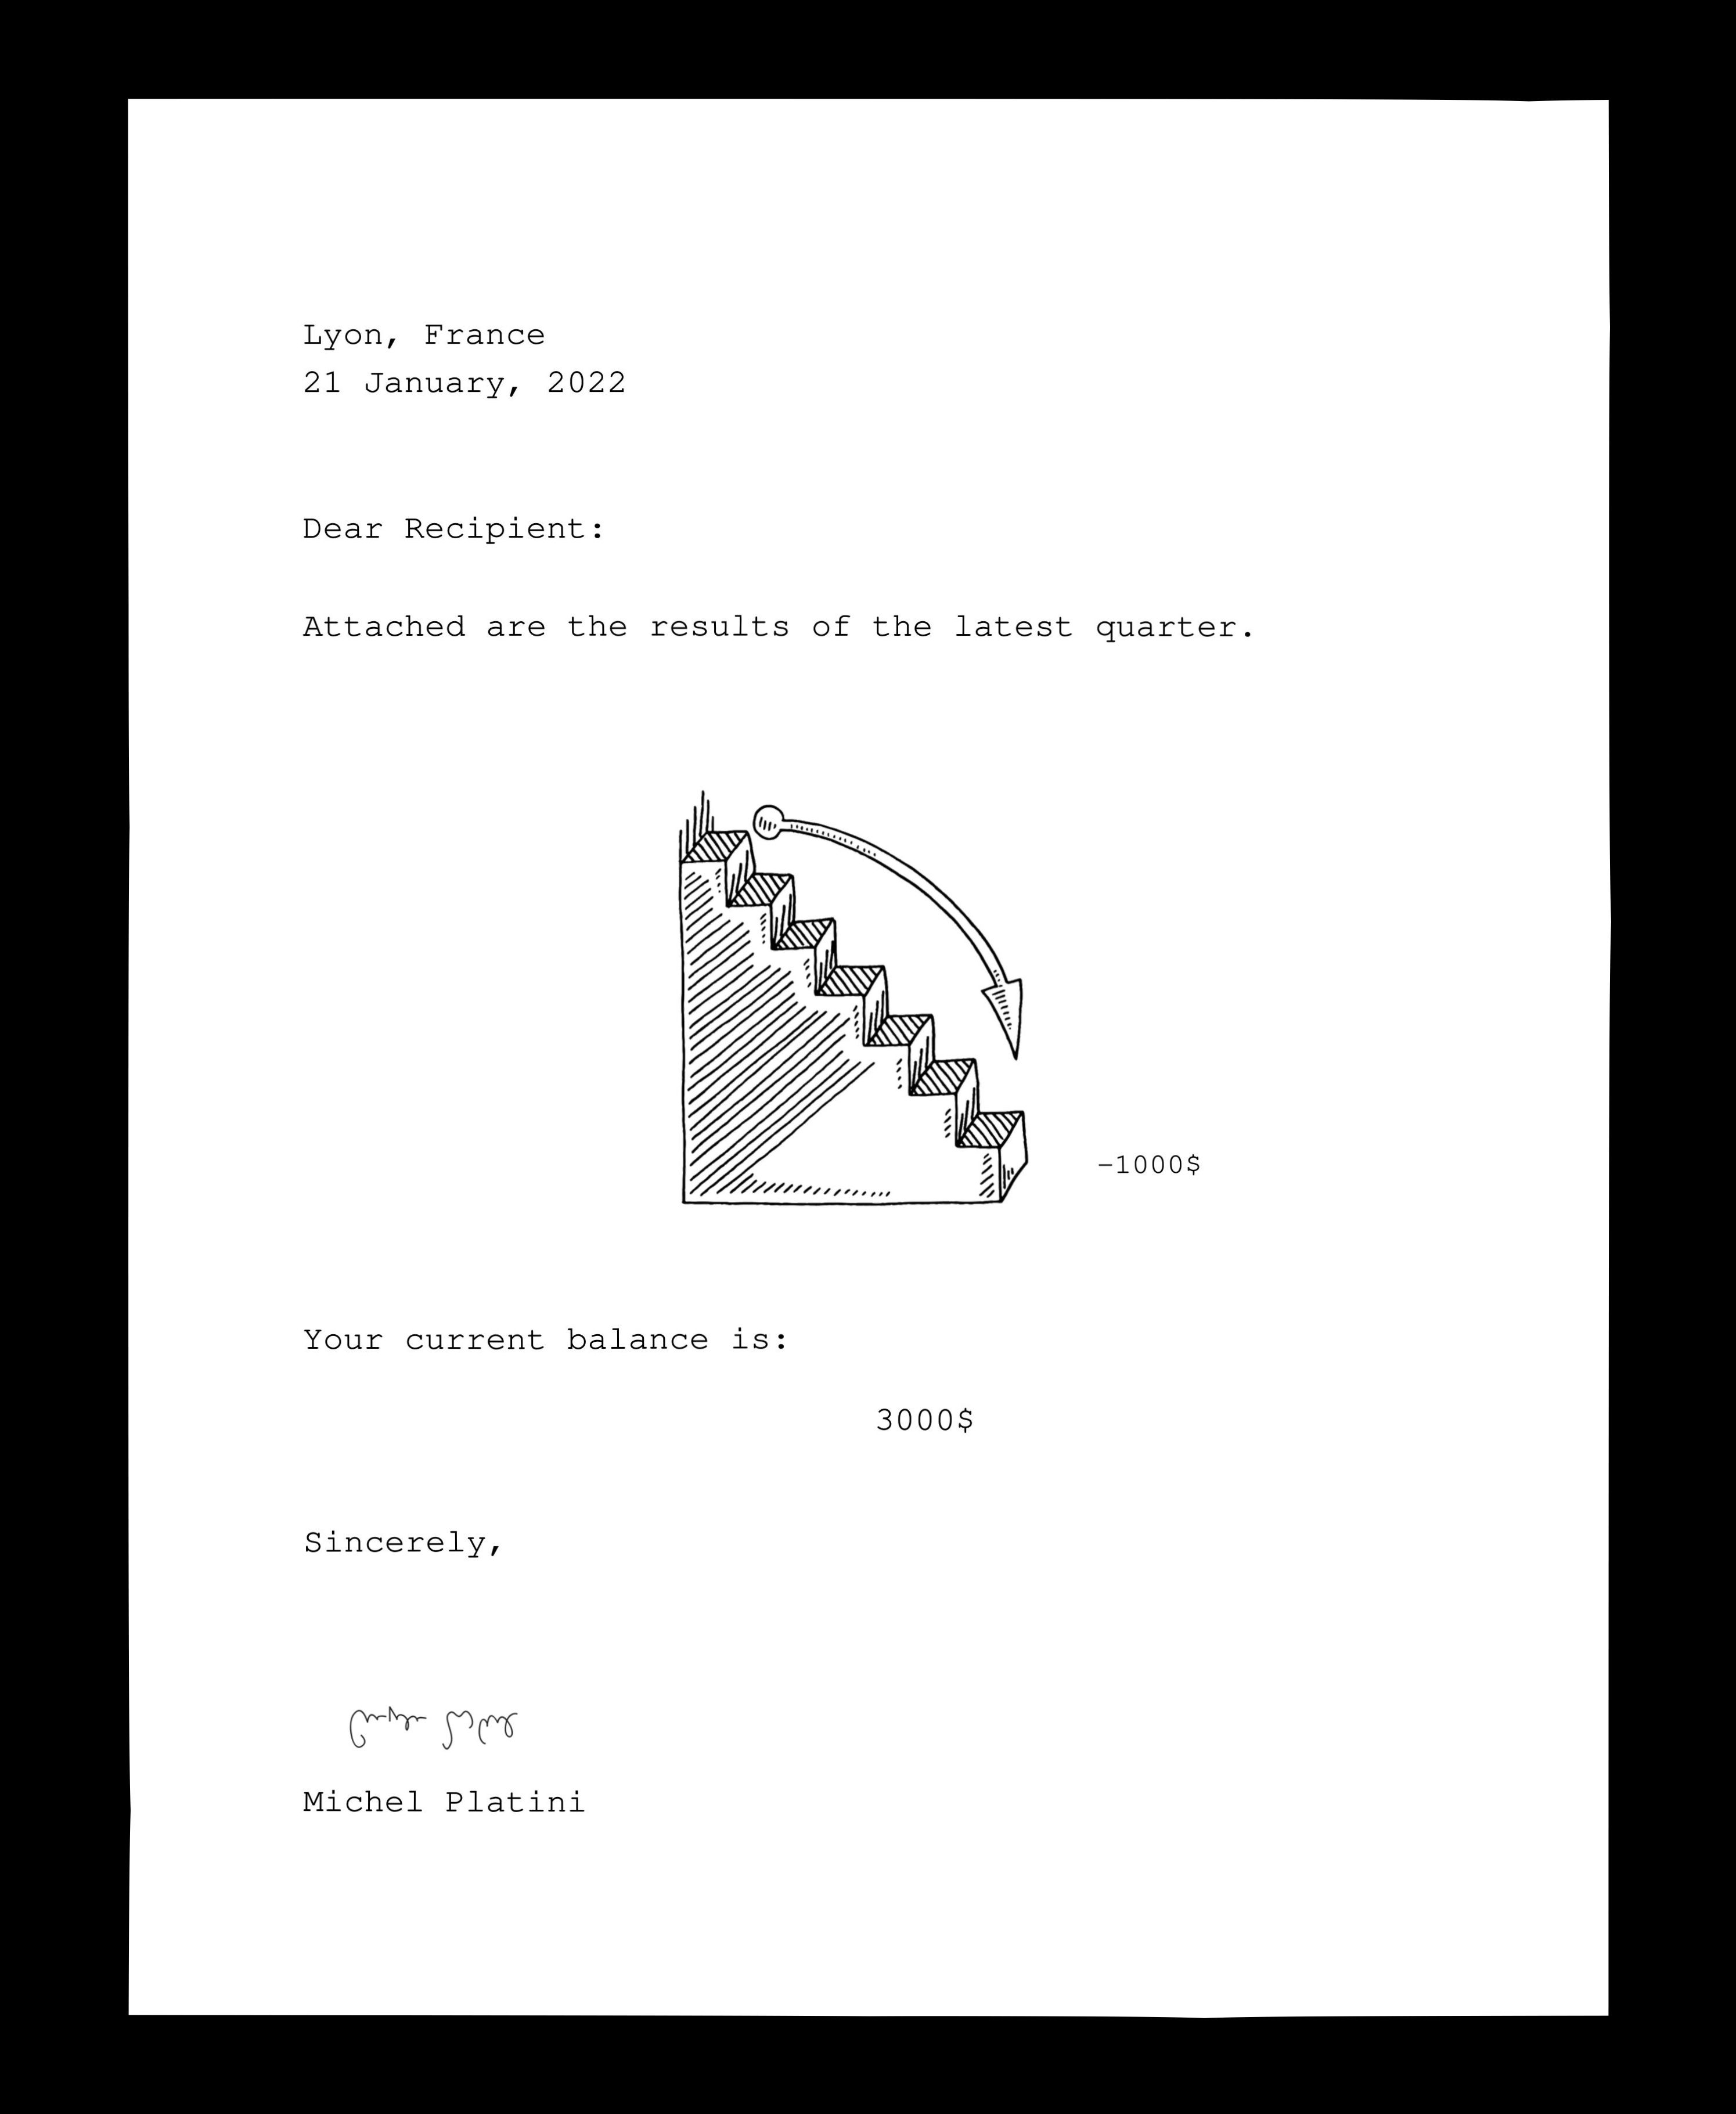 Lyon, France
21 January, 2022
Dear Recipient:
Attached are the results of the latest quarter.
−1000$
Your current balance is:
3000$
Sincerely,
Michel Platini